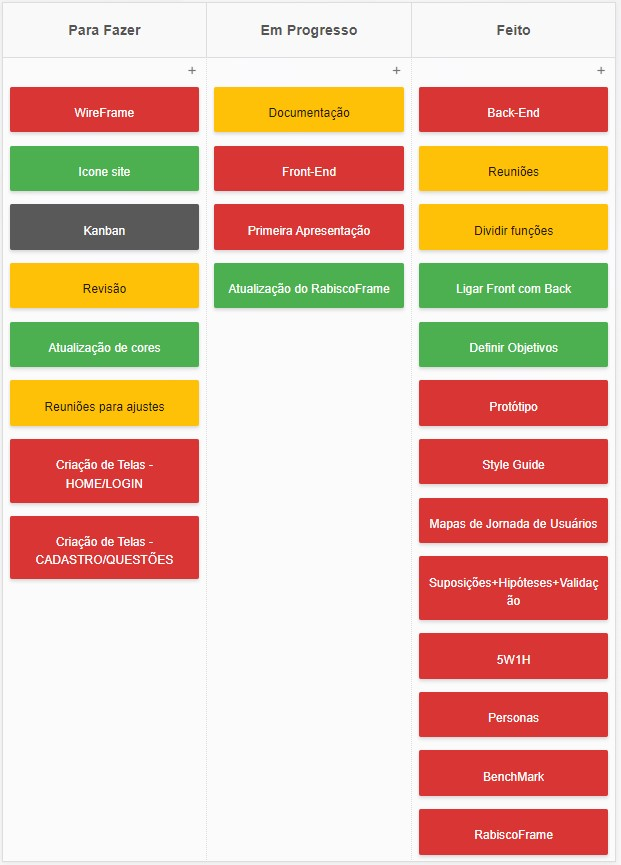 Para Fazer
+
WireFrame
Icone site
Kanban
Revisão
Atualização de cores
Reuniões para ajustes
Criação de Telas -
HOME/LOGIN
Criação de Telas -
CADASTRO/QUESTÕES
Em Progresso
+
Documentação
Front-End
Primeira Apresentação
Atualização do RabiscoFrame
Feito
+
Back-End
Reuniões
Dividir funções
Ligar Front com Back
Definir Objetivos
Protótipo
Style Guide
Mapas de Jornada de Usuários
Suposições+Hipóteses+Validaç
ão
5W1H
Personas
BenchMark
RabiscoFrame